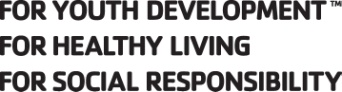 FOR YOUTH DEVELOPMENT™
FOR HEALTHY LIVING
FOR SOCIAL RESPONSIBILITY